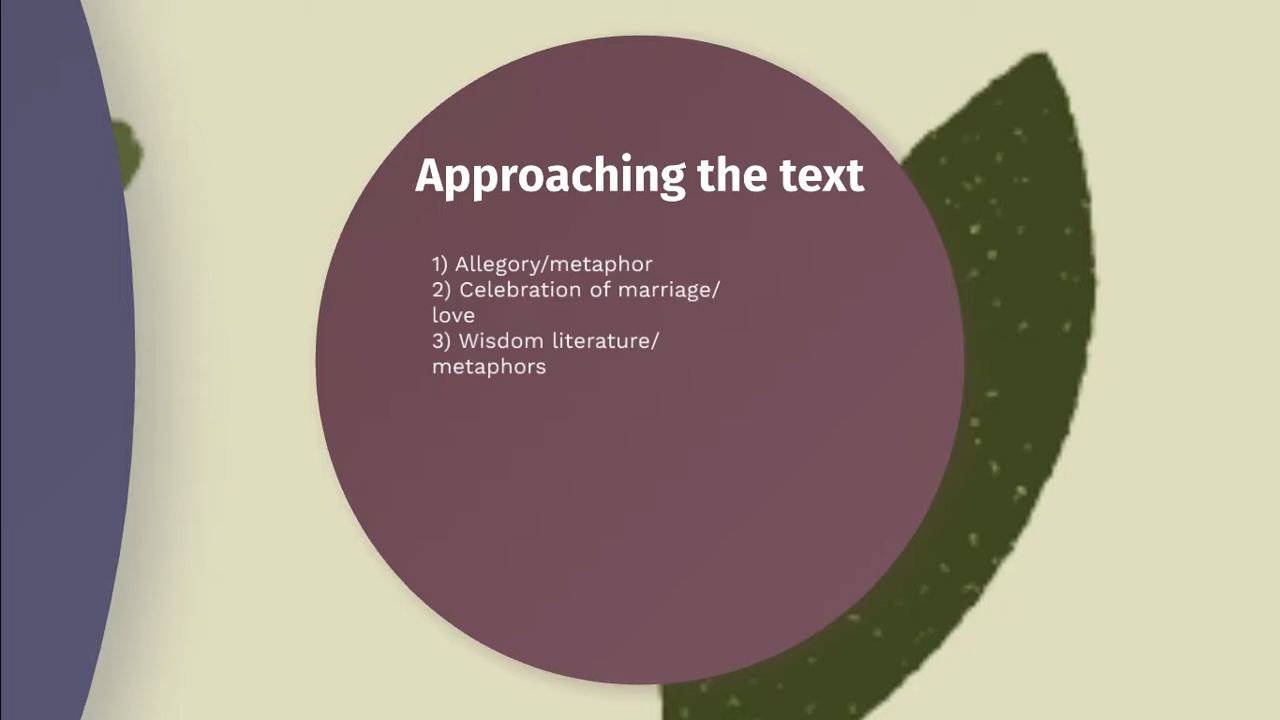 Approaching the text
1) Allegory/metaphor
2) Celebration of marriage/
love
3) Wisdom literature/
metaphors